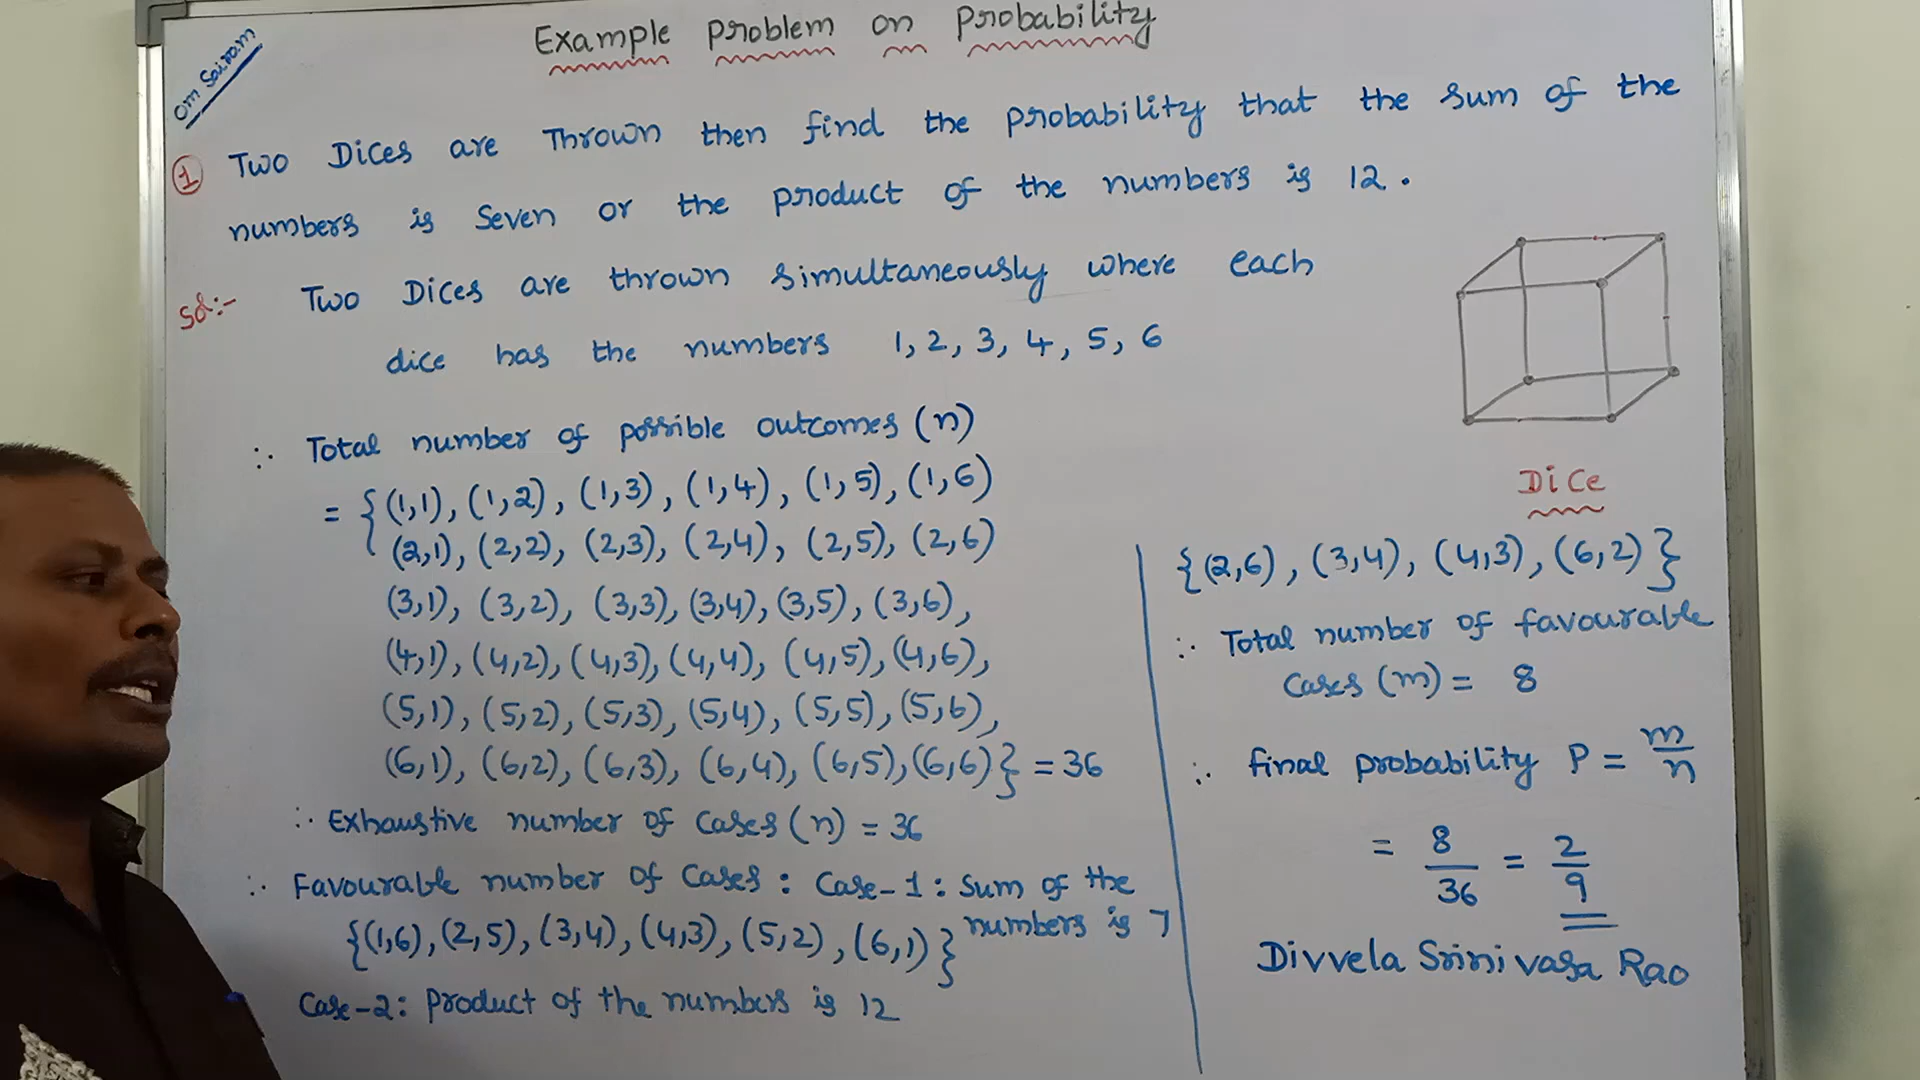 Om Sairam
Example Problem on Probability
① Two Dices are Thrown then find the probability that the sum of the
numbers is Seven or the product of the numbers is 12.
Sol:- Two Dices are thrown simultaneously where each
dice has the numbers 1, 2, 3, 4, 5, 6
∴ Total number of possible outcomes (n)
= {(1,1), (1,2), (1,3), (1,4), (1,5), (1,6)
(2,1), (2,2), (2,3), (2,4), (2,5), (2,6)
(3,1), (3,2), (3,3), (3,4), (3,5), (3,6),
(4,1), (4,2), (4,3), (4,4), (4,5), (4,6),
(5,1), (5,2), (5,3), (5,4), (5,5), (5,6),
(6,1), (6,2), (6,3), (6,4), (6,5), (6,6)} = 36
∴ Exhaustive number of Cases (n) = 36
∴ Favourable number of Cases : Case-1 : Sum of the
numbers is 7
{(1,6), (2,5), (3,4), (4,3), (5,2), (6,1)}
Case-2: Product of the numbers is 12
Dice
{(2,6), (3,4), (4,3), (6,2)}
∴ Total number of favourable
Cases (m) = 8
∴ final probability P = m/n
= 8/36 = 2/9
Divvela Srinivasa Rao